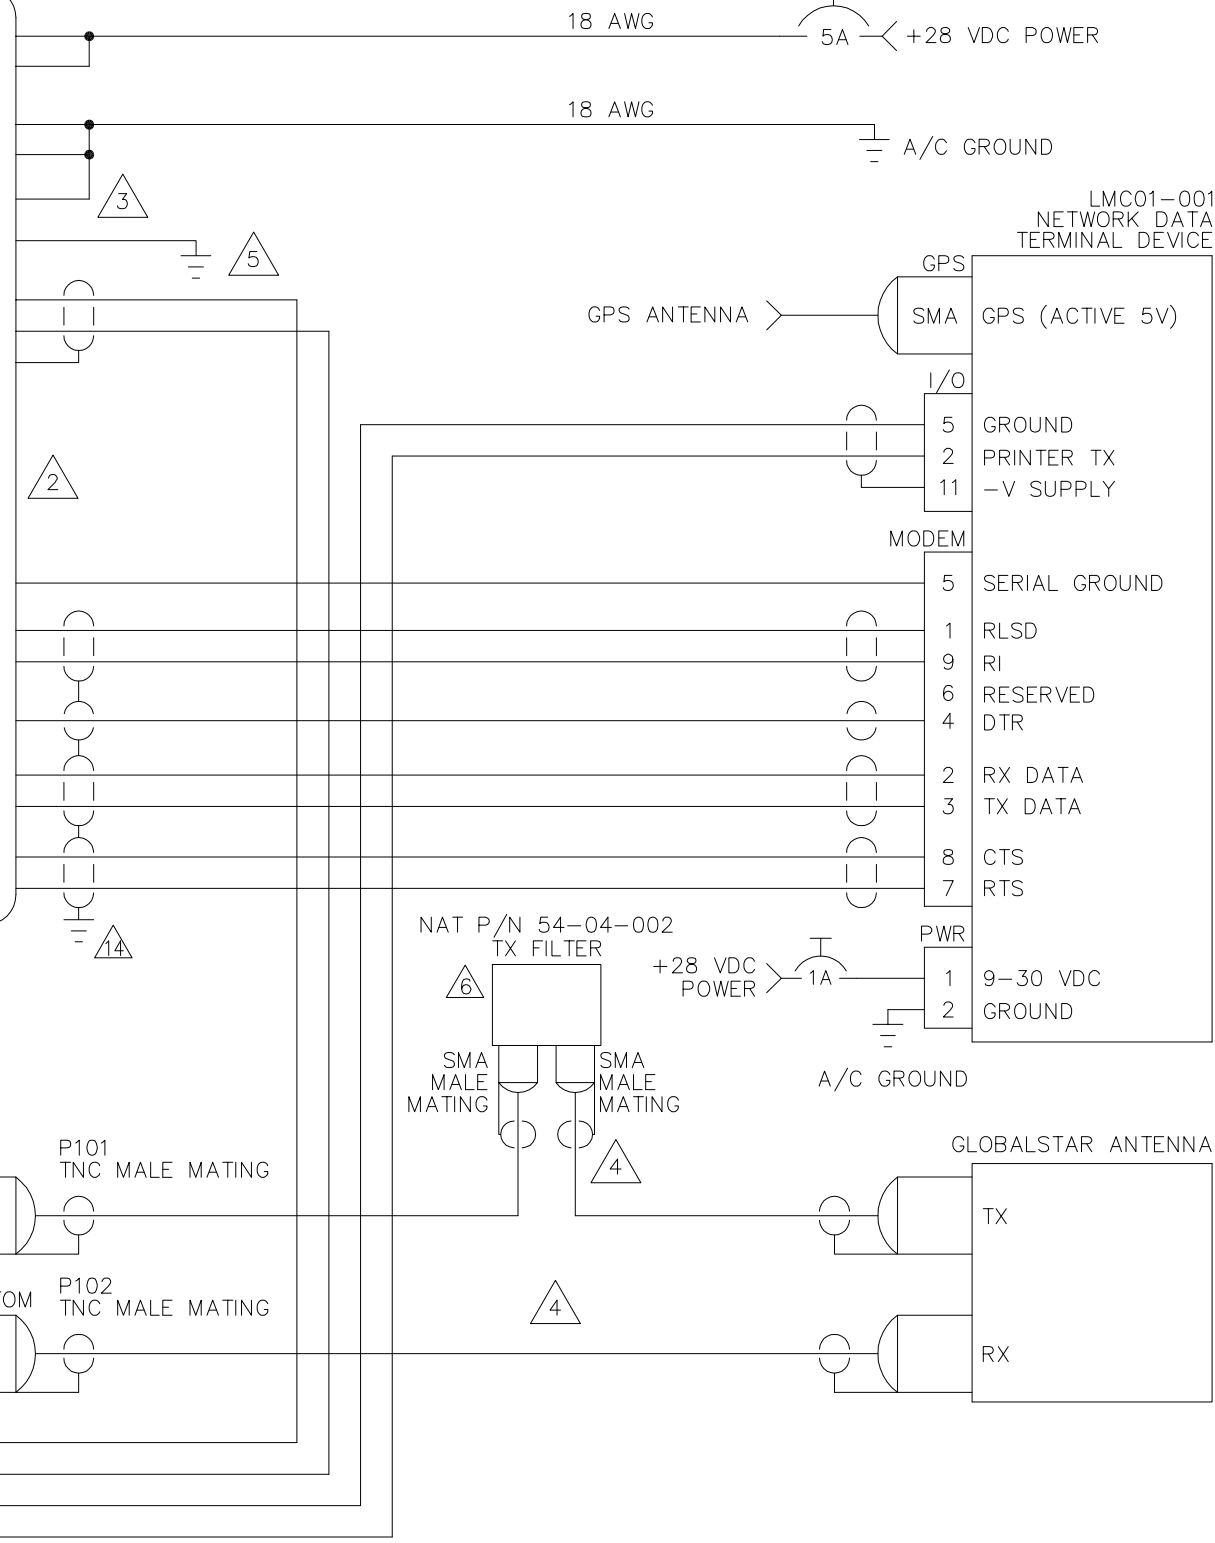 18 AWG
5A
+28 VDC POWER
18 AWG
A/C GROUND
3
LMC01-001
NETWORK DATA
TERMINAL DEVICE
5
GPS
GPS ANTENNA
SMA
GPS (ACTIVE 5V)
I/O
5 GROUND
2 PRINTER TX
11 -V SUPPLY
2
MODEM
5 SERIAL GROUND
1 RLSD
9 RI
6 RESERVED
4 DTR
2 RX DATA
3 TX DATA
8 CTS
7 RTS
14
NAT P/N 54-04-002
TX FILTER
6
PWR
+28 VDC
POWER
1A
1 9-30 VDC
2 GROUND
A/C GROUND
SMA
MALE
MATING
SMA
MALE
MATING
4
P101
TNC MALE MATING
GLOBALSTAR ANTENNA
TX
OM
P102
TNC MALE MATING
4
RX